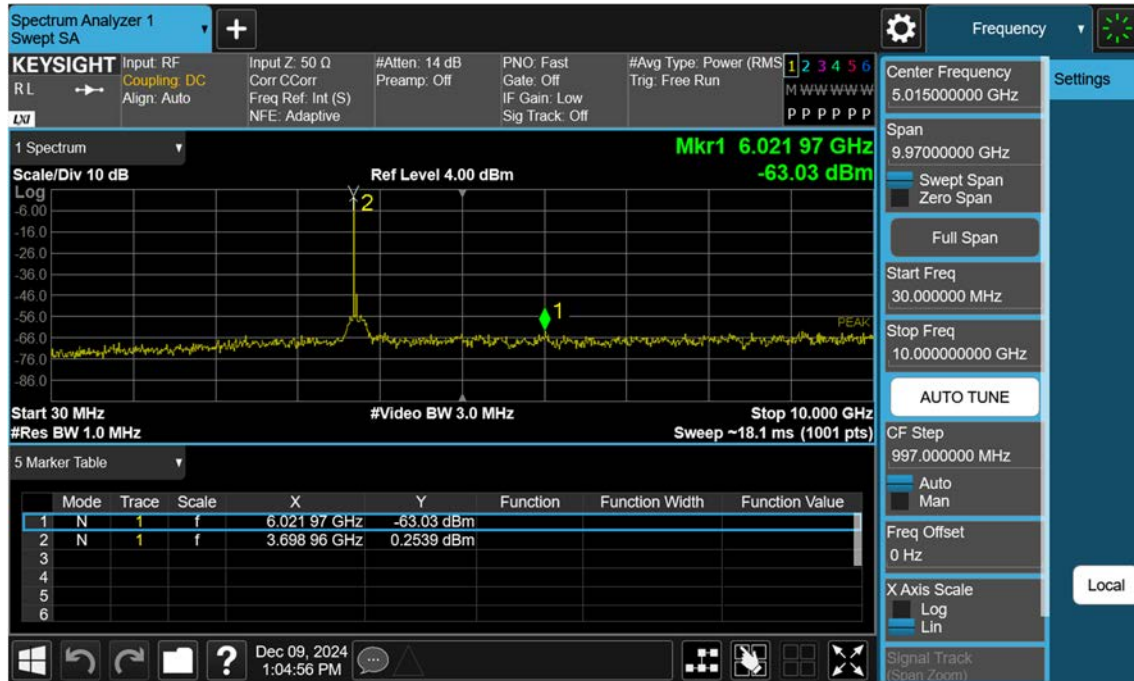 Spectrum Analyzer 1
Swept SA
+
Frequency
KEYSIGHT
RL
LXI
Input: RF
Coupling: DC
Align: Auto
Input Z: 50 Ω
Corr CCorr
Freq Ref: Int (S)
NFE: Adaptive
#Atten: 14 dB
Preamp: Off
PNO: Fast
Gate: Off
IF Gain: Low
Sig Track: Off
#Avg Type: Power (RMS
Trig: Free Run
1 2 3 4 5 6
M W W W W W
P P P P P P
1 Spectrum
Scale/Div 10 dB
Ref Level 4.00 dBm
Mkr1 6.021 97 GHz
-63.03 dBm
Log
-6.00
-16.0
-26.0
-36.0
-46.0
-56.0
-66.0
-76.0
-86.0
2
1
PEAK
Start 30 MHz
#Video BW 3.0 MHz
Stop 10.000 GHz
#Res BW 1.0 MHz
Sweep ~18.1 ms (1001 pts)
5 Marker Table
Mode Trace Scale X Y Function Function Width Function Value
1 N 1 f 6.021 97 GHz -63.03 dBm
2 N 1 f 3.698 96 GHz 0.2539 dBm
3
4
5
6
?
Dec 09, 2024
1:04:56 PM
Center Frequency
5.015000000 GHz
Settings
Span
9.97000000 GHz
Swept Span
Zero Span
Full Span
Start Freq
30.000000 MHz
Stop Freq
10.000000000 GHz
AUTO TUNE
CF Step
997.000000 MHz
Auto
Man
Freq Offset
0 Hz
X Axis Scale
Log
Lin
Local
Signal Track
(Span Zoom)